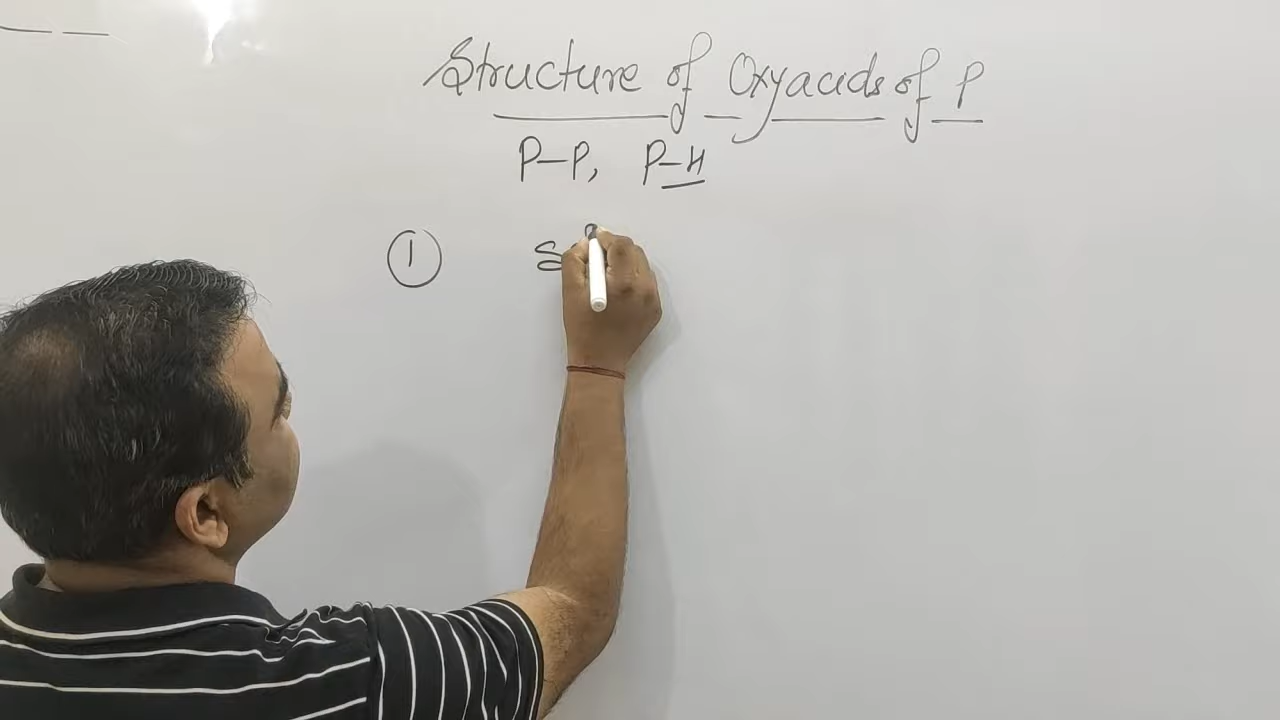 Structure of Oxyacids of P
P-P, P-H
① S